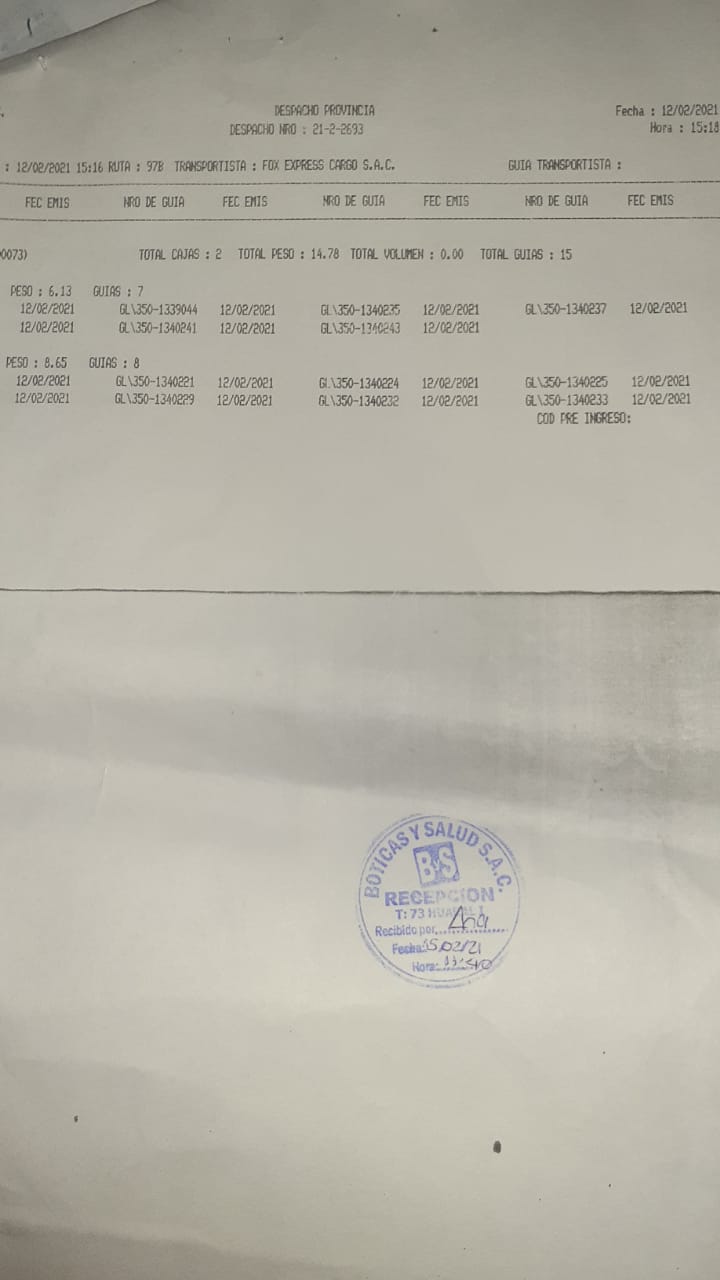 DESPACHO PROVINCIA
Fecha : 12/02/2021
DESPACHO NRO : 21-2-2693
Hora : 15:18
: 12/02/2021 15:16 RUTA : 97B TRANSPORTISTA : FOX EXPRESS CARGO S.A.C. GUIA TRANSPORTISTA :
FEC EMIS NRO DE GUIA FEC EMIS NRO DE GUIA FEC EMIS NRO DE GUIA FEC EMIS
0073) TOTAL CAJAS : 2 TOTAL PESO : 14.78 TOTAL VOLUMEN : 0.00 TOTAL GUIAS : 15
PESO : 6.13 GUIAS : 7
12/02/2021 GL\350-1339044 12/02/2021 GL\350-1340235 12/02/2021 GL\350-1340237 12/02/2021
12/02/2021 GL\350-1340241 12/02/2021 GL\350-1340243 12/02/2021
PESO : 8.65 GUIAS : 8
12/02/2021 GL\350-1340221 12/02/2021 GL\350-1340224 12/02/2021 GL\350-1340225 12/02/2021
12/02/2021 GL\350-1340229 12/02/2021 GL\350-1340232 12/02/2021 GL\350-1340233 12/02/2021
COD PRE INGRESO:
BOTICAS Y SALUD S.A.C.
ByS
RECEPCION
T: 73
Recibido por Ana
Fecha: 15/02/21
Hora: